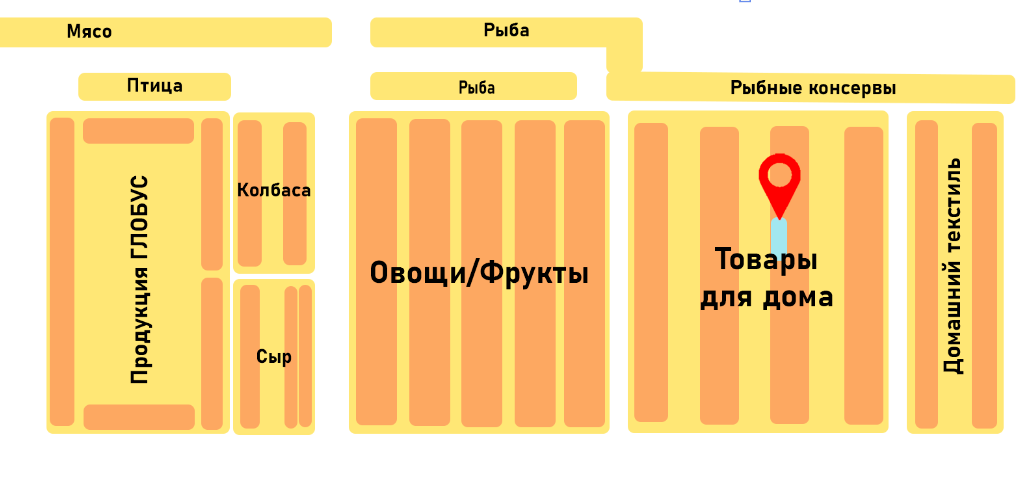 Мясо
Рыба
Птица
Рыба
Рыбные консервы
Продукция ГЛОБУС
Колбаса
Сыр
Овощи/Фрукты
Товары
для дома
Домашний текстиль